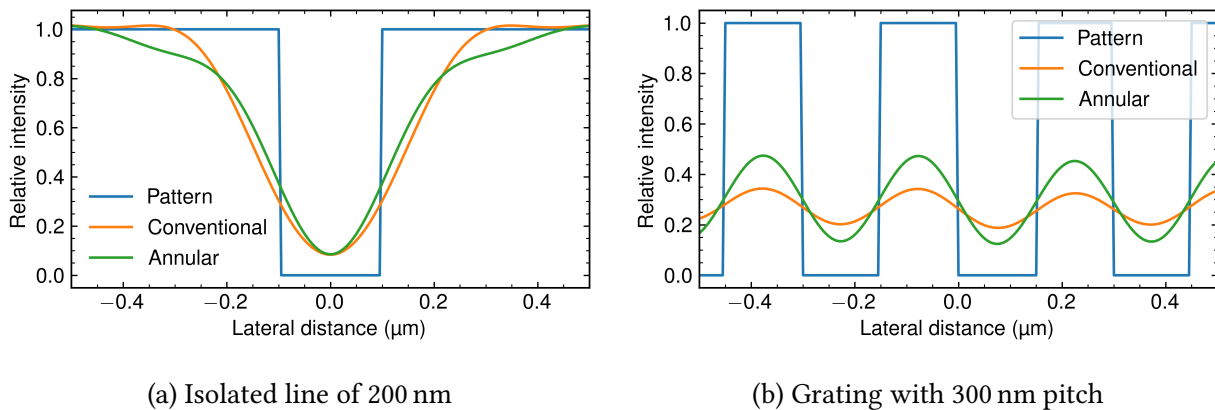 1.0
0.8
0.6
0.4
0.2
0.0
Relative intensity
Pattern
Conventional
Annular
−0.4 −0.2 0.0 0.2 0.4
Lateral distance (µm)
(a) Isolated line of 200 nm
1.0
0.8
0.6
0.4
0.2
0.0
Relative intensity
Pattern
Conventional
Annular
−0.4 −0.2 0.0 0.2 0.4
Lateral distance (µm)
(b) Grating with 300 nm pitch